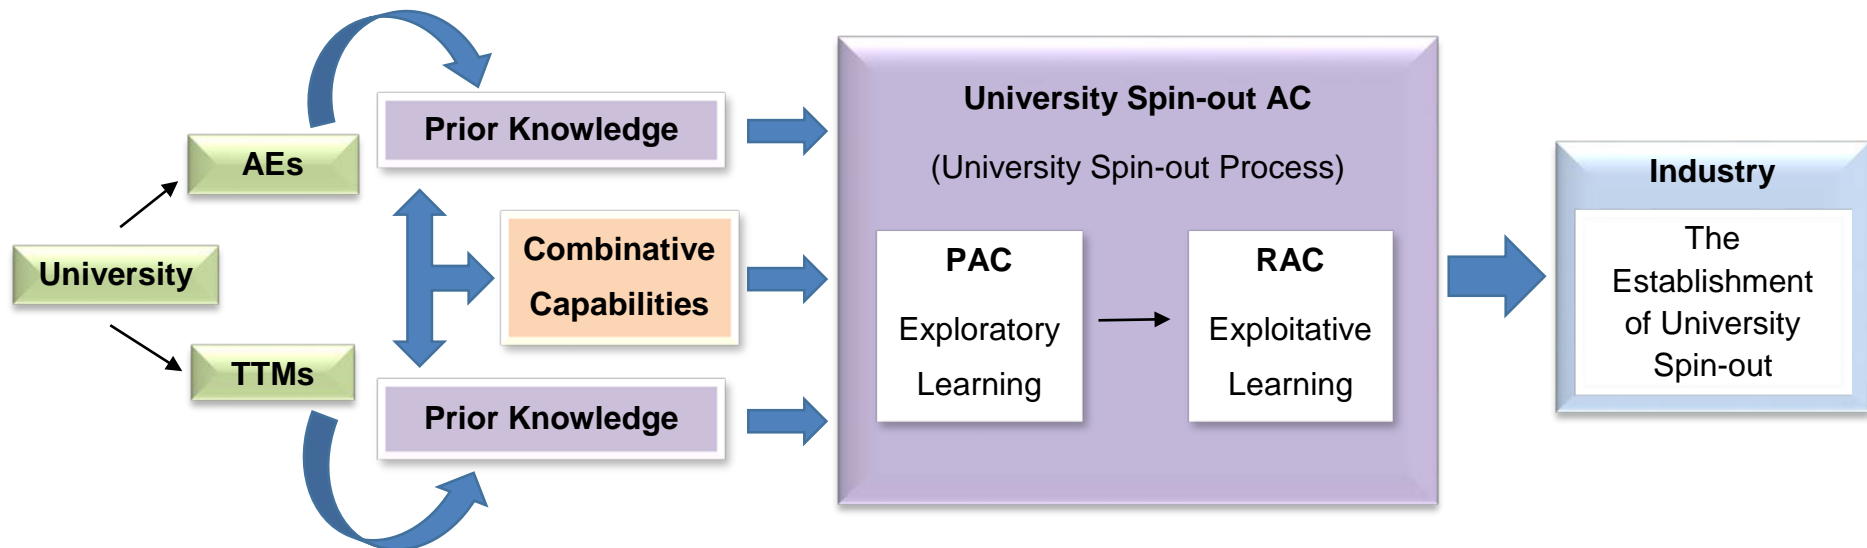 University
AEs
TTMs
Prior Knowledge
Combinative
Capabilities
Prior Knowledge
University Spin-out AC
(University Spin-out Process)
PAC
Exploratory
Learning
RAC
Exploitative
Learning
Industry
The
Establishment
of University
Spin-out